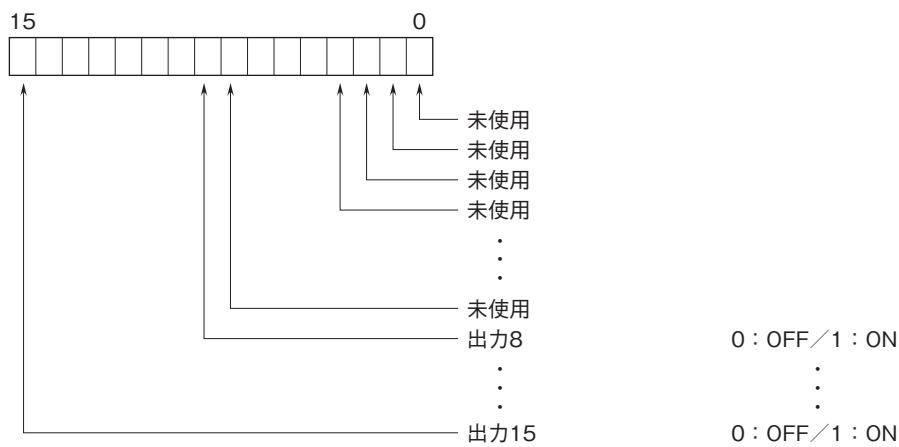 15 0
未使用
未使用
未使用
未使用
・
・
・
未使用
出力8 0：OFF／1：ON
・ ・
・ ・
・ ・
出力15 0：OFF／1：ON